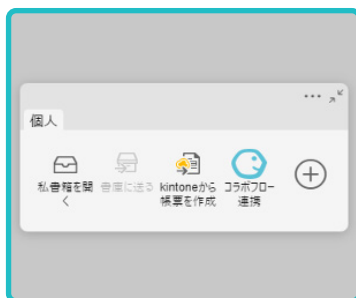 個人
私書箱を開
く
書庫に送る
kintoneから
帳票を作成
コラボフロー
連携